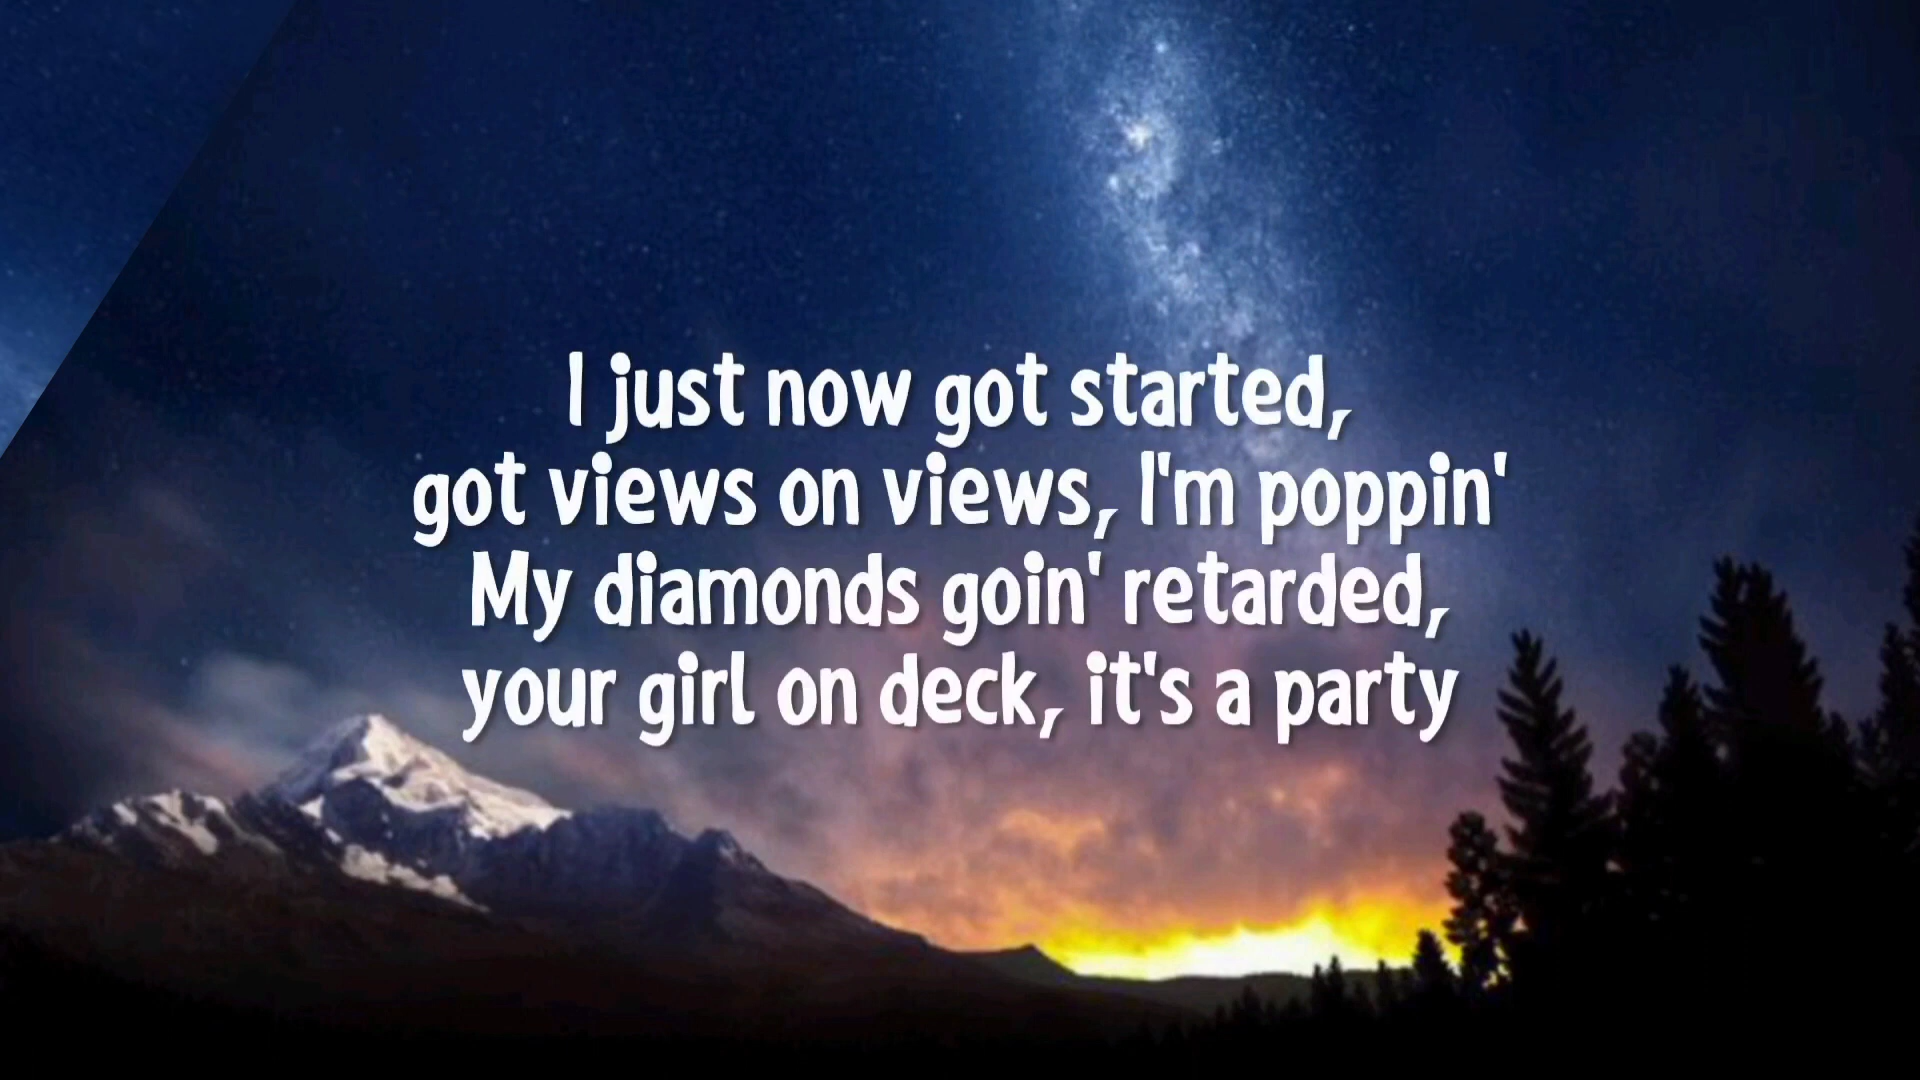 I just now got started,
got views on views, I'm poppin'
My diamonds goin' retarded,
your girl on deck, it's a party